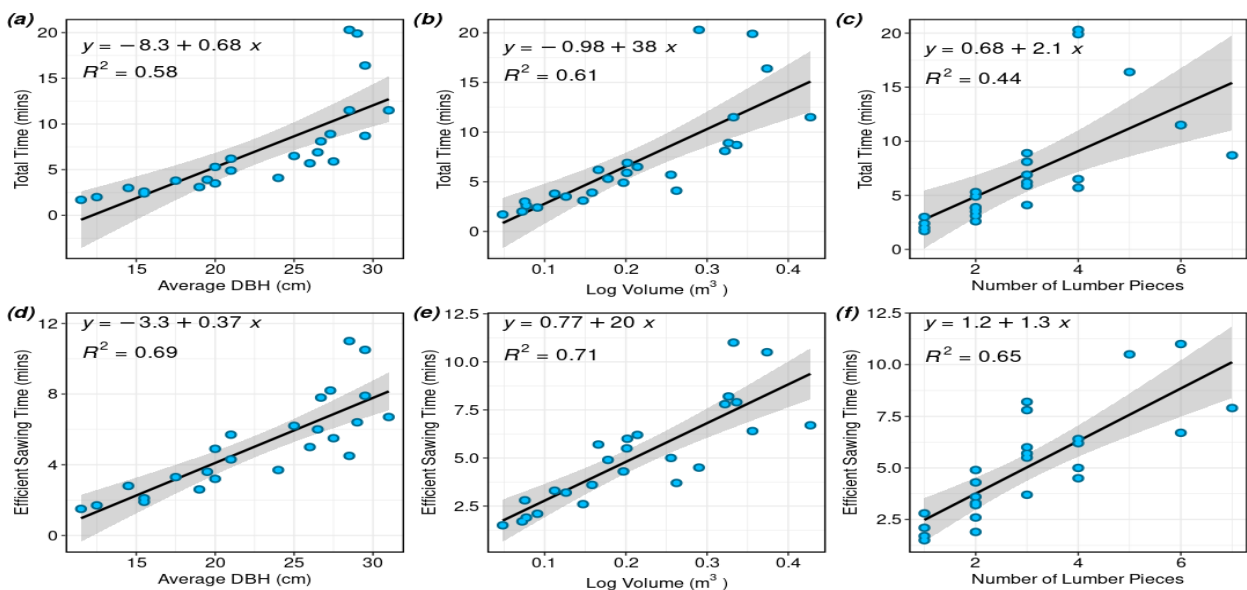 (a)
y = −8.3 + 0.68 x
R² = 0.58
20
15
10
5
0
Total Time (mins)
15 20 25 30
Average DBH (cm)
(b)
y = −0.98 + 38 x
R² = 0.61
20
15
10
5
0
Total Time (mins)
0.1 0.2 0.3 0.4
Log Volume (m³ )
(c)
y = 0.68 + 2.1 x
R² = 0.44
20
15
10
5
0
Total Time (mins)
2 4 6
Number of Lumber Pieces
(d)
y = −3.3 + 0.37 x
R² = 0.69
12
8
4
0
Efficient Sawing Time (mins)
15 20 25 30
Average DBH (cm)
(e)
y = 0.77 + 20 x
R² = 0.71
12.5
10.0
7.5
5.0
2.5
Efficient Sawing Time (mins)
0.1 0.2 0.3 0.4
Log Volume (m³ )
(f)
y = 1.2 + 1.3 x
R² = 0.65
12.5
10.0
7.5
5.0
2.5
Efficient Sawing Time (mins)
2 4 6
Number of Lumber Pieces